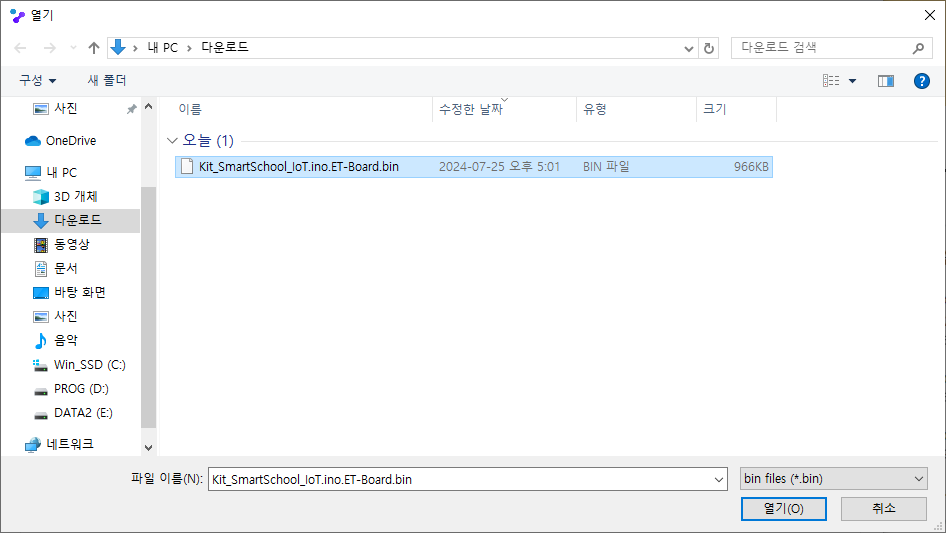 열기
내 PC
다운로드
다운로드 검색
구성
새 폴더
사진
OneDrive
내 PC
3D 개체
다운로드
동영상
문서
바탕 화면
사진
음악
Win_SSD (C:)
PROG (D:)
DATA2 (E:)
네트워크
이름 수정한 날짜 유형 크기
오늘 (1)
Kit_SmartSchool_IoT.ino.ET-Board.bin 2024-07-25 오후 5:01 BIN 파일 966KB
파일 이름(N): Kit_SmartSchool_IoT.ino.ET-Board.bin bin files (*.bin)
열기(O) 취소